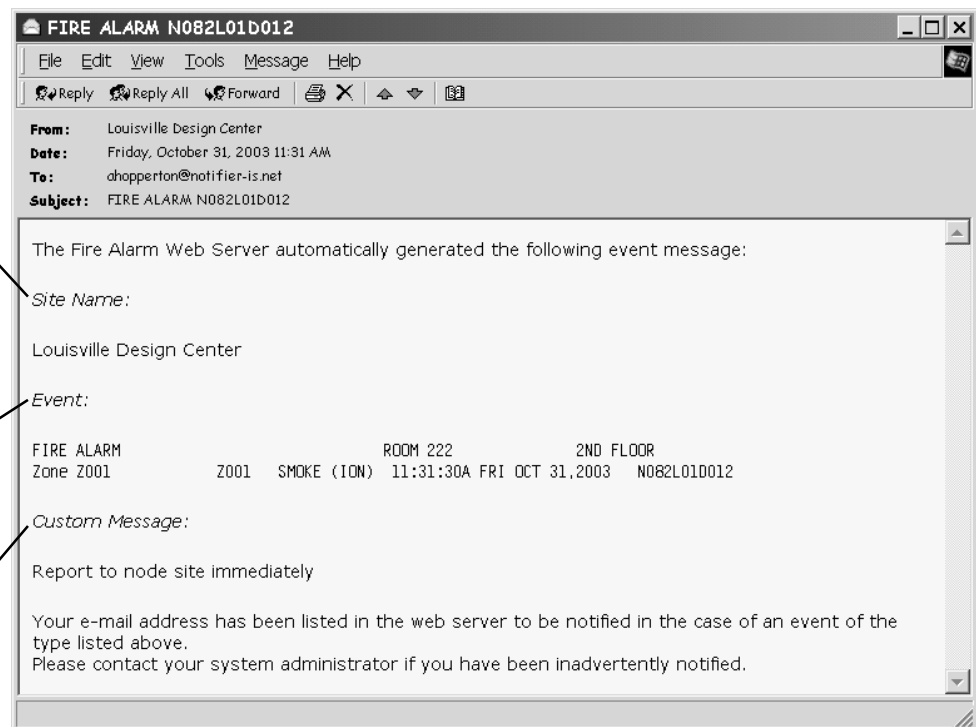 FIRE ALARM N082L01D012
File Edit View Tools Message Help
Reply Reply All Forward
From: Louisville Design Center
Date: Friday, October 31, 2003 11:31 AM
To: ahopperton@notifier-is.net
Subject: FIRE ALARM N082L01D012
The Fire Alarm Web Server automatically generated the following event message:
Site Name:
Louisville Design Center
Event:
FIRE ALARM ROOM 222 2ND FLOOR
Zone Z001 Z001 SMOKE (ION) 11:31:30A FRI OCT 31,2003 N082L01D012
Custom Message:
Report to node site immediately
Your e-mail address has been listed in the web server to be notified in the case of an event of the
type listed above.
Please contact your system administrator if you have been inadvertently notified.